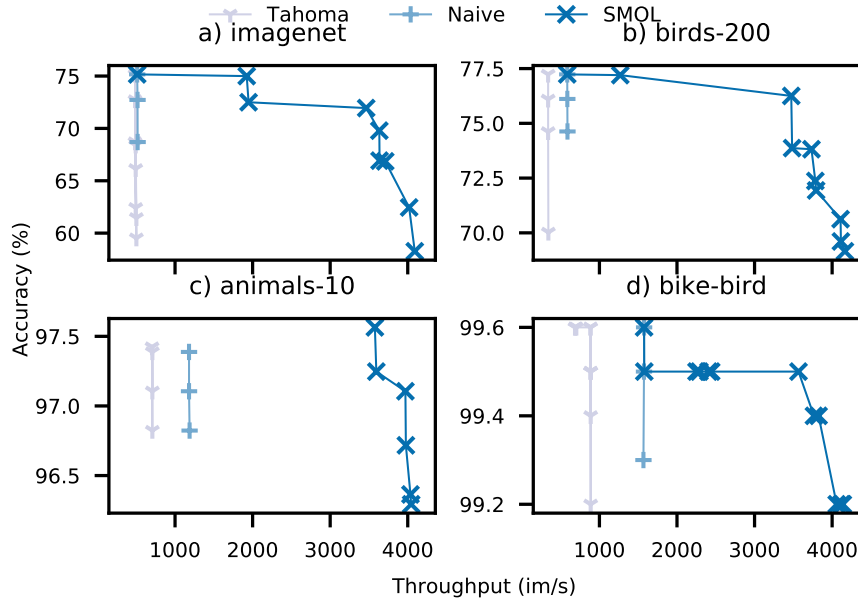 Tahoma Naive SMOL
a) imagenet
b) birds-200
75
70
65
60
77.5
75.0
72.5
70.0
Accuracy (%)
c) animals-10
d) bike-bird
97.5
97.0
96.5
99.6
99.4
99.2
1000 2000 3000 4000
1000 2000 3000 4000
Throughput (im/s)